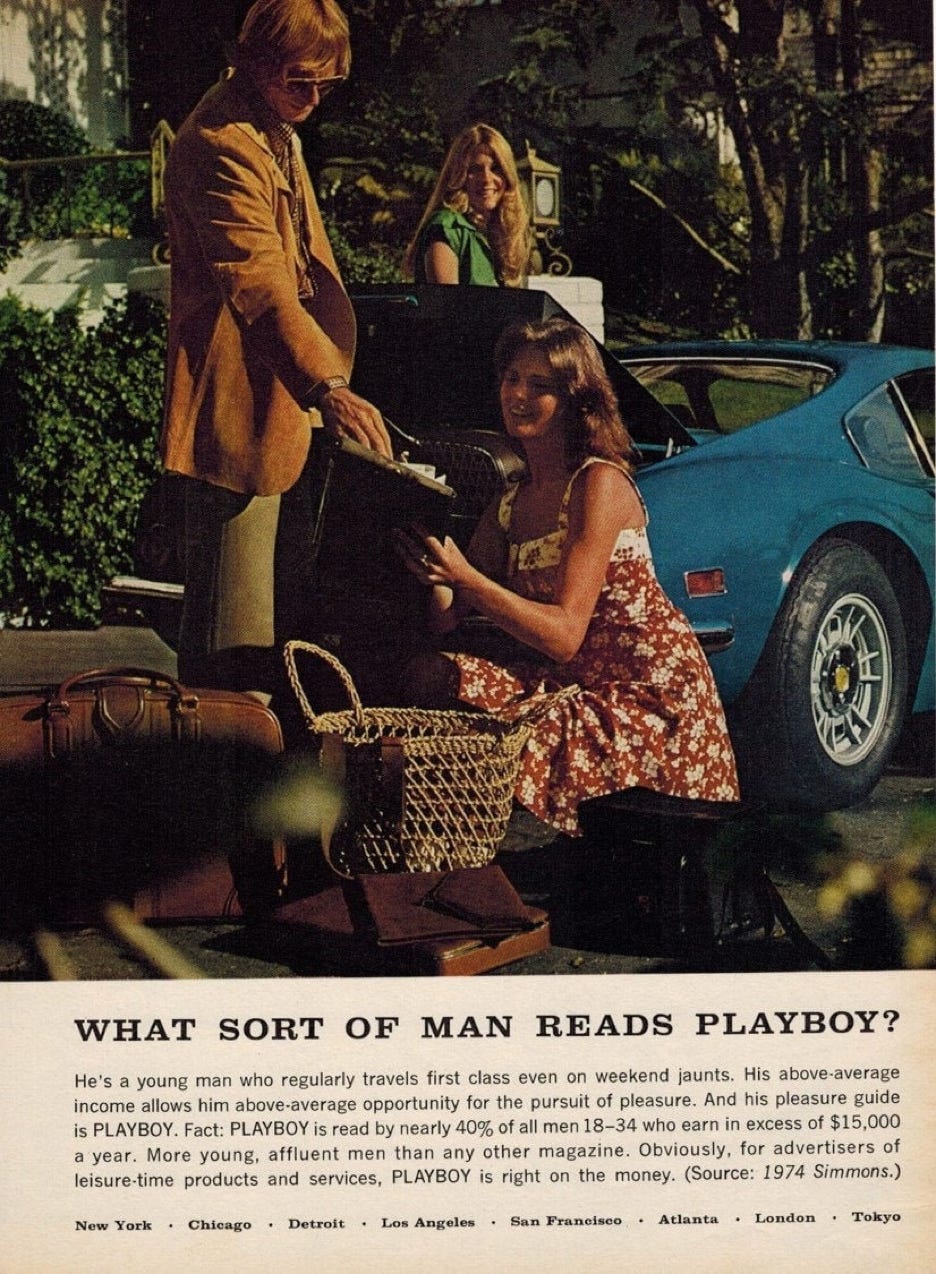 WHAT SORT OF MAN READS PLAYBOY?
He's a young man who regularly travels first class even on weekend jaunts. His above-average
income allows him above-average opportunity for the pursuit of pleasure. And his pleasure guide
is PLAYBOY. Fact: PLAYBOY is read by nearly 40% of all men 18–34 who earn in excess of $15,000
a year. More young, affluent men than any other magazine. Obviously, for advertisers of
leisure-time products and services, PLAYBOY is right on the money. (Source: 1974 Simmons.)
New York • Chicago • Detroit • Los Angeles • San Francisco • Atlanta • London • Tokyo